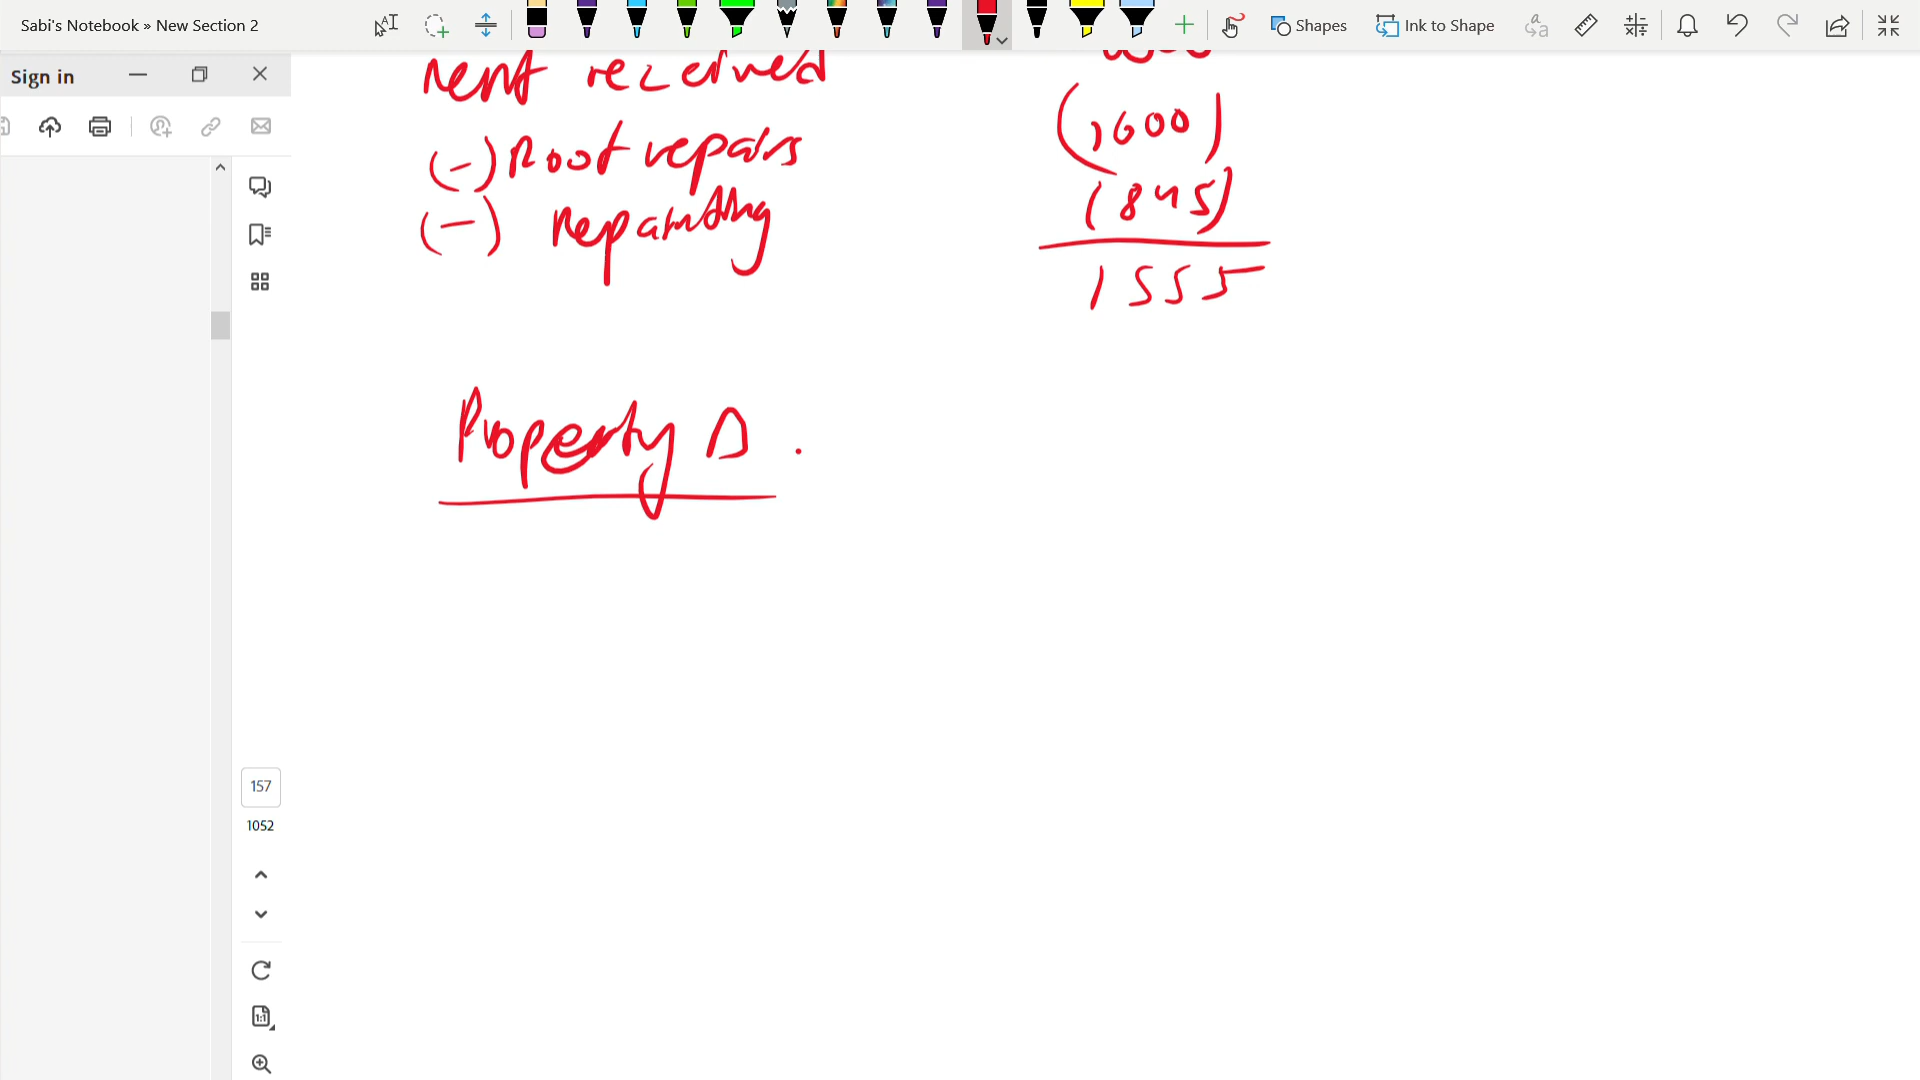 Sabi's Notebook » New Section 2
Shapes
Ink to Shape
Sign in
Rent received
(-) Roof repairs (1600)
(-) Repainting (845)
1555
Property D.
157
1052